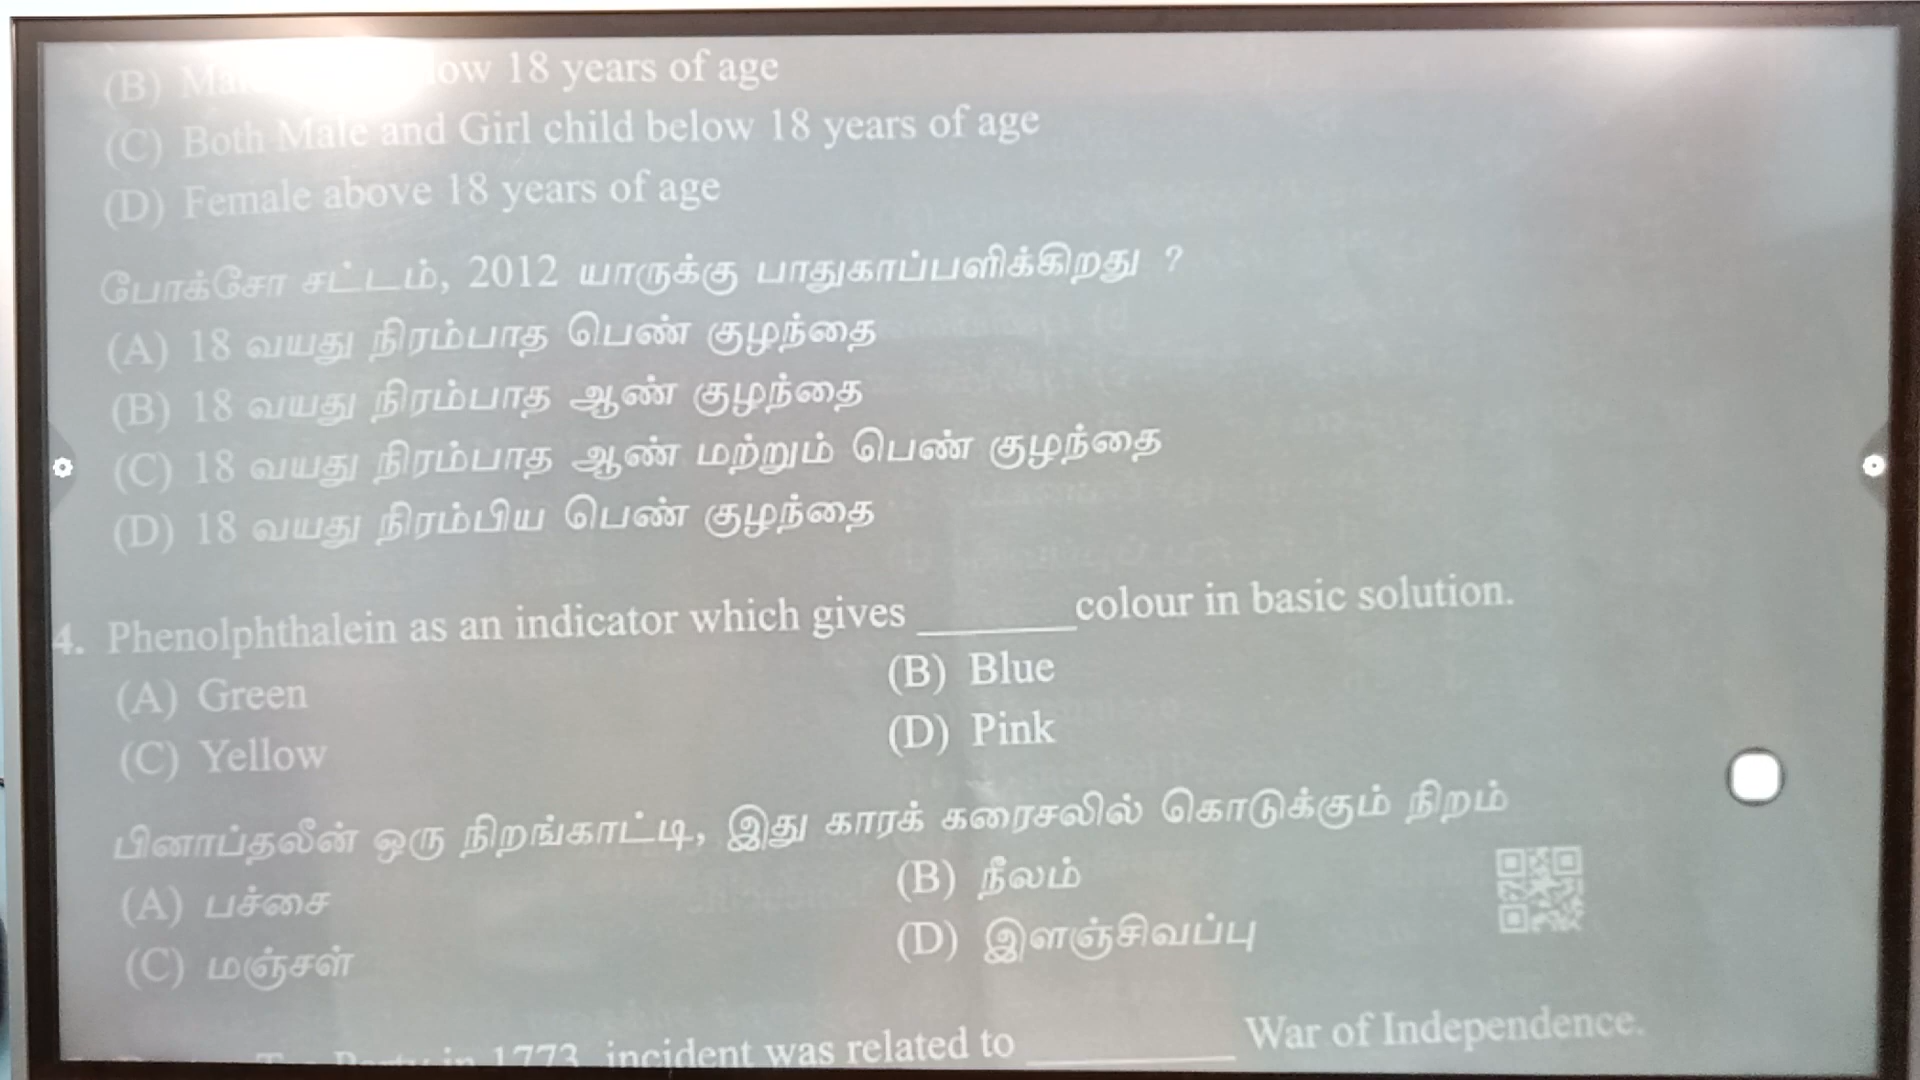 (B) ow 18 years of age
(C) Both Male and Girl child below 18 years of age
(D) Female above 18 years of age
போக்சோ சட்டம், 2012 யாருக்கு பாதுகாப்பளிக்கிறது ?
(A) 18 வயது நிரம்பாத பெண் குழந்தை
(B) 18 வயது நிரம்பாத ஆண் குழந்தை
(C) 18 வயது நிரம்பாத ஆண் மற்றும் பெண் குழந்தை
(D) 18 வயது நிரம்பிய பெண் குழந்தை
4. Phenolphthalein as an indicator which gives ________ colour in basic solution.
(A) Green (B) Blue
(C) Yellow (D) Pink
பினாப்தலீன் ஒரு நிறங்காட்டி, இது காரக் கரைசலில் கொடுக்கும் நிறம்
(A) பச்சை (B) நீலம்
(C) மஞ்சள் (D) இளஞ்சிவப்பு
Party in 1773, incident was related to __________ War of Independence.